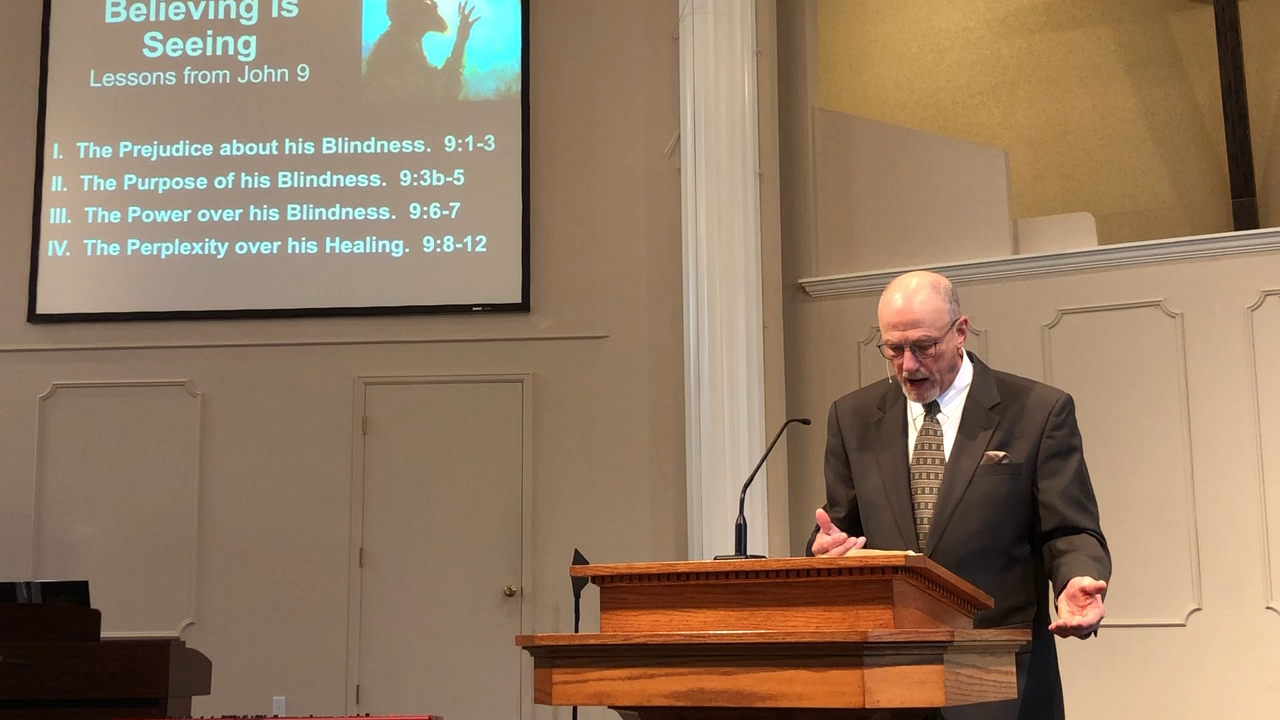 Believing is
Seeing
Lessons from John 9
I. The Prejudice about his Blindness. 9:1-3
II. The Purpose of his Blindness. 9:3b-5
III. The Power over his Blindness. 9:6-7
IV. The Perplexity over his Healing. 9:8-12